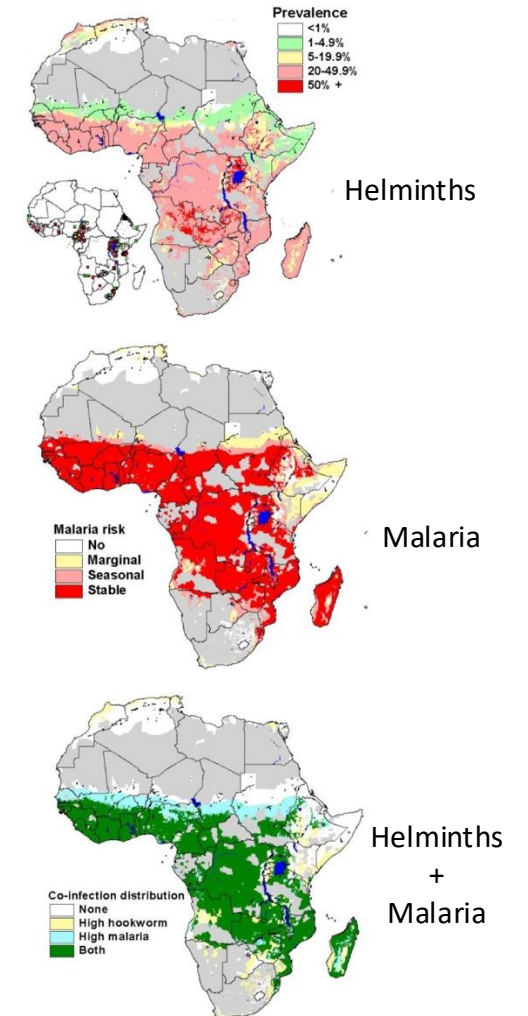 Prevalence
<1%
1-4.9%
5-19.9%
20-49.9%
50% +
Helminths
Malaria risk
No
Marginal
Seasonal
Stable
Malaria
Co-infection distribution
None
High hookworm
High malaria
Both
Helminths
+
Malaria